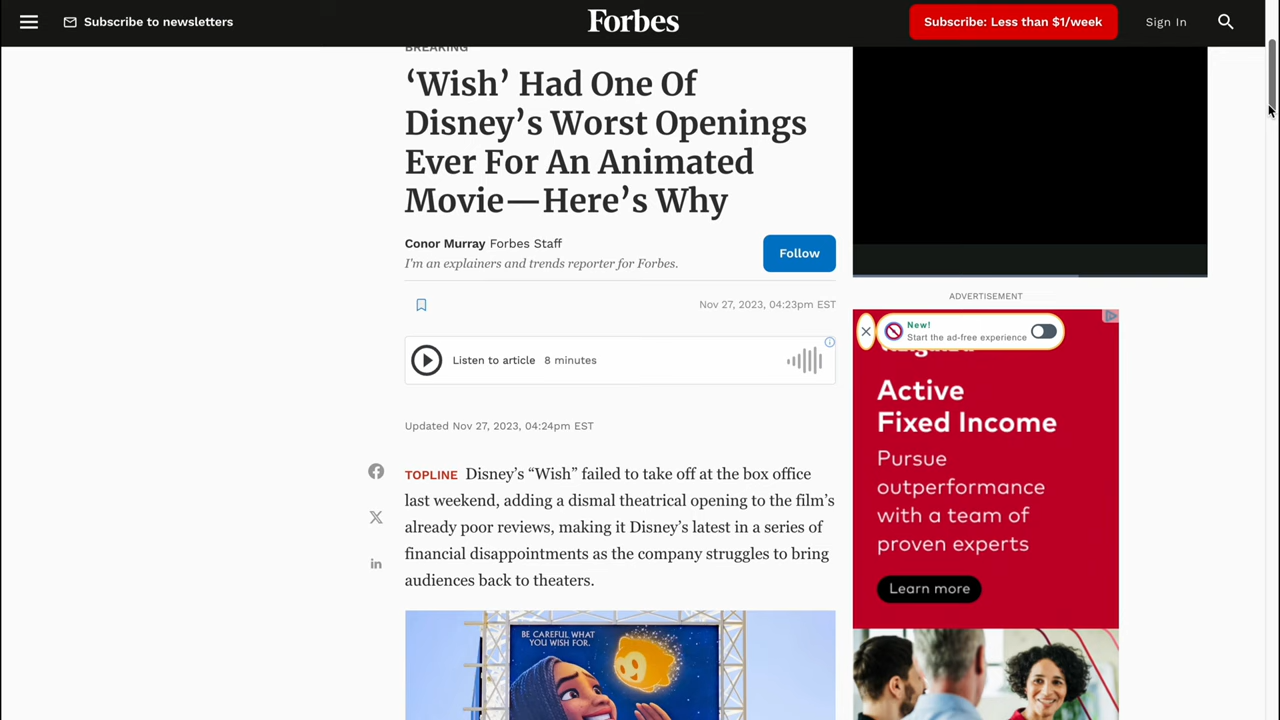 Subscribe to newsletters
Forbes
Subscribe: Less than $1/week
Sign In
BREAKING
‘Wish’ Had One Of
Disney’s Worst Openings
Ever For An Animated
Movie—Here’s Why
Conor Murray Forbes Staff
I'm an explainers and trends reporter for Forbes.
Follow
Nov 27, 2023, 04:23pm EST
Listen to article 8 minutes
Updated Nov 27, 2023, 04:24pm EST
TOPLINE Disney’s “Wish” failed to take off at the box office
last weekend, adding a dismal theatrical opening to the film’s
already poor reviews, making it Disney’s latest in a series of
financial disappointments as the company struggles to bring
audiences back to theaters.
BE CAREFUL WHAT
YOU WISH FOR.
ADVERTISEMENT
New!
Start the ad-free experience
Active
Fixed Income
Pursue
outperformance
with a team of
proven experts
Learn more